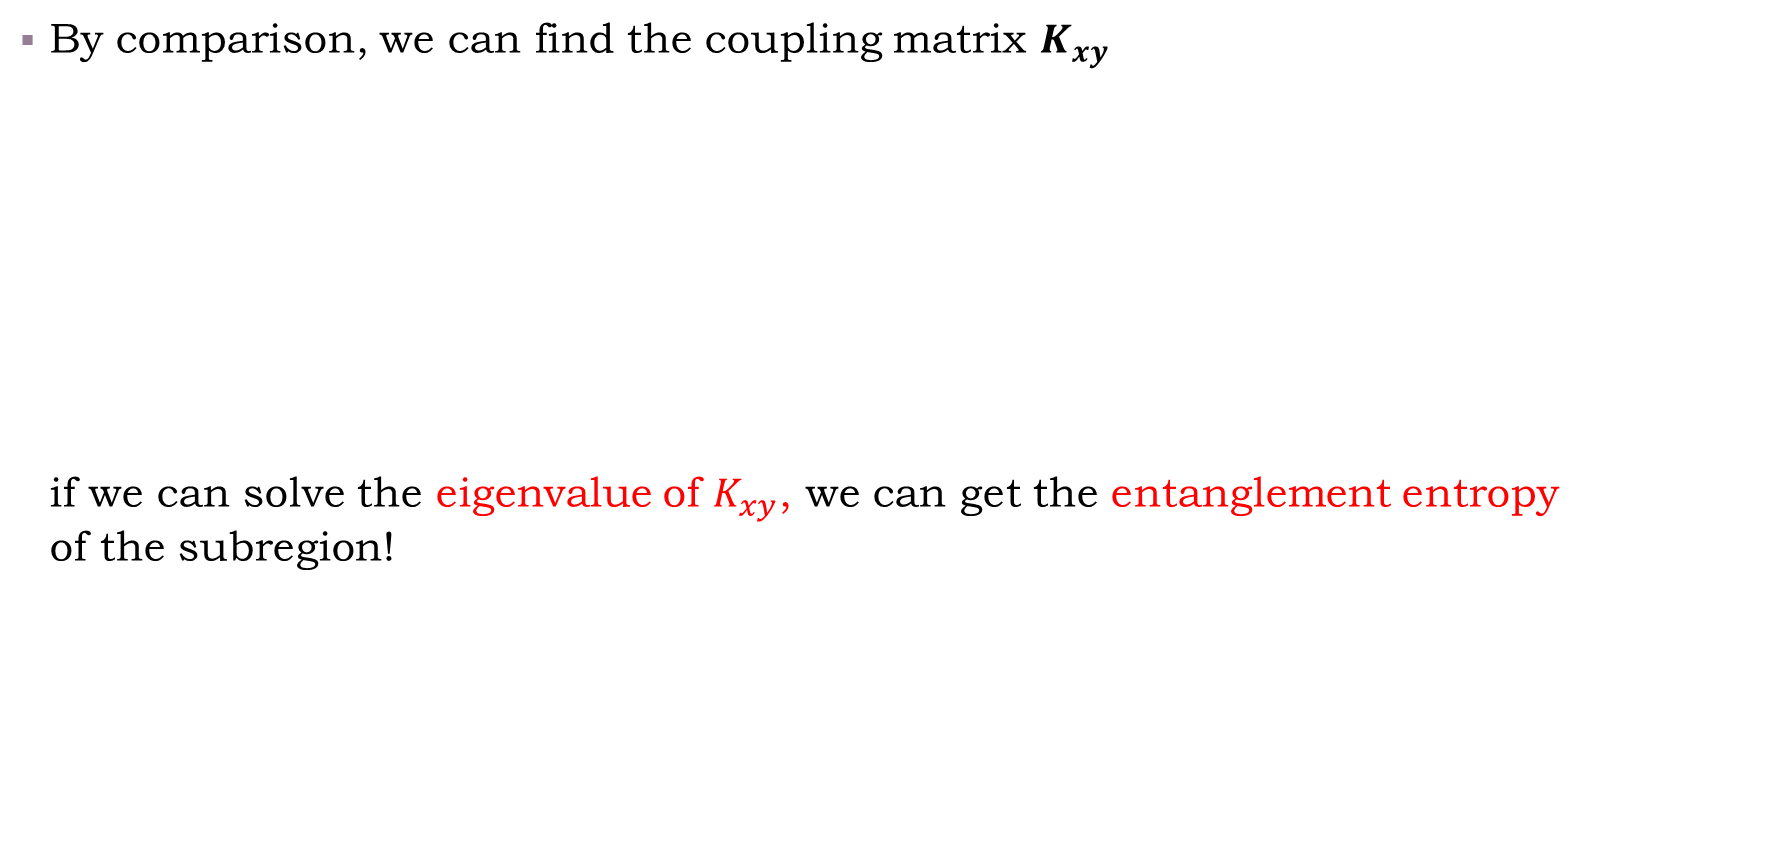 ▪ By comparison, we can find the coupling matrix K_xy
if we can solve the eigenvalue of K_xy, we can get the entanglement entropy
of the subregion!